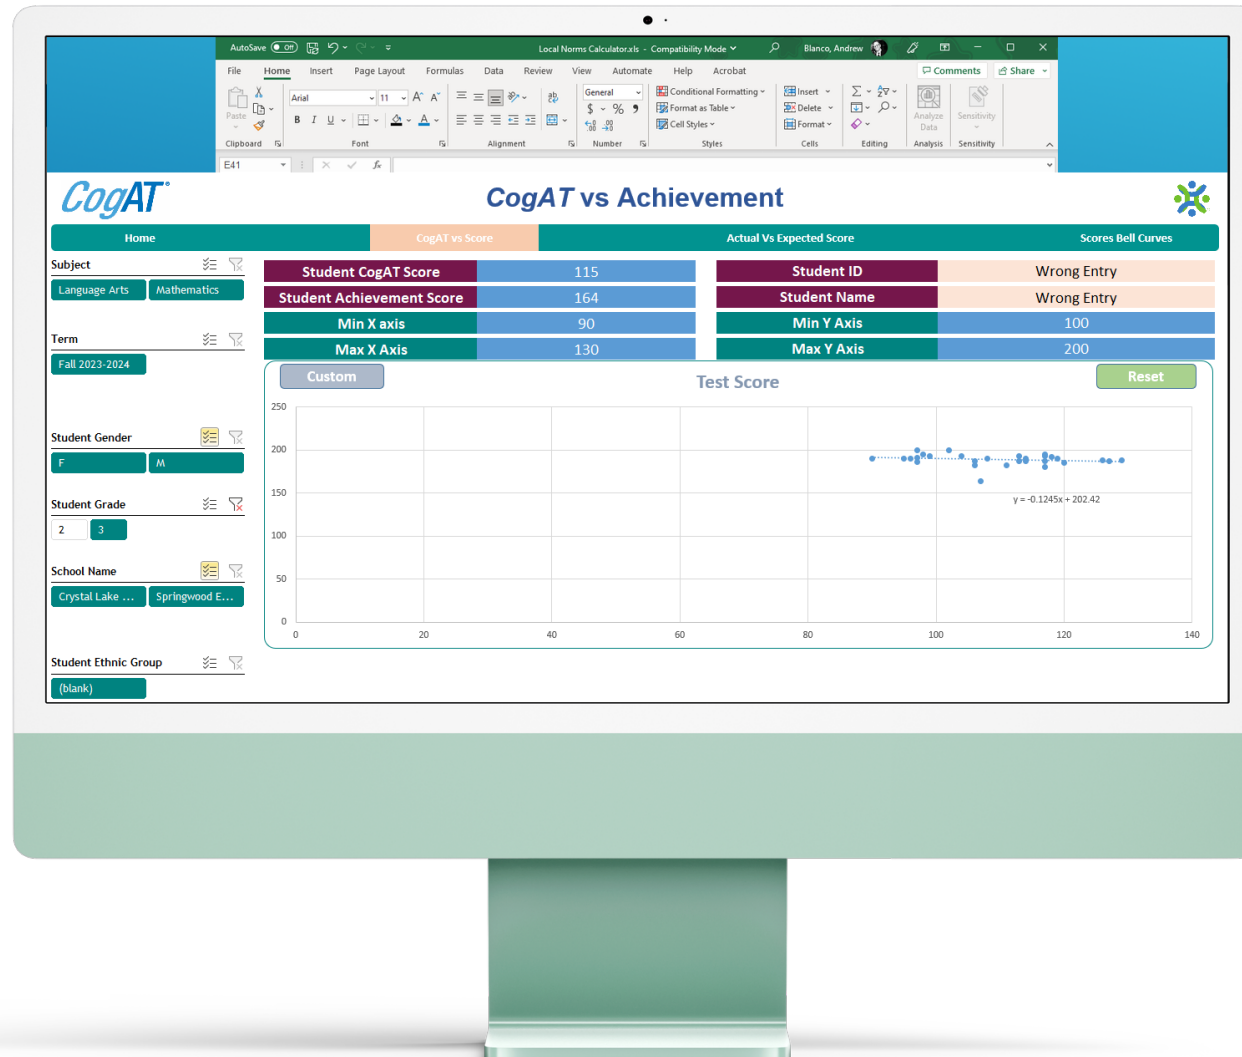 AutoSave Off Local Norms Calculator.xls - Compatibility Mode Blanco, Andrew
File Home Insert Page Layout Formulas Data Review View Automate Help Acrobat Comments Share
Paste
Clipboard
Arial 11
B I U
Font
Alignment
General
$ % 9
Number
Conditional Formatting
Format as Table
Cell Styles
Styles
Insert
Delete
Format
Cells
Editing
Analyze
Data
Analysis
Sensitivity
Sensitivity
E41 fx
CogAT®
CogAT vs Achievement
Home CogAT vs Score Actual Vs Expected Score Scores Bell Curves
Subject
Language Arts Mathematics
Term
Fall 2023-2024
Student Gender
F M
Student Grade
2 3
School Name
Crystal Lake ... Springwood E...
Student Ethnic Group
(blank)
Student CogAT Score 115 Student ID Wrong Entry
Student Achievement Score 164 Student Name Wrong Entry
Min X axis 90 Min Y Axis 100
Max X Axis 130 Max Y Axis 200
Custom Test Score Reset
250
200
150
100
50
0
y = -0.1245x + 202.42
0 20 40 60 80 100 120 140